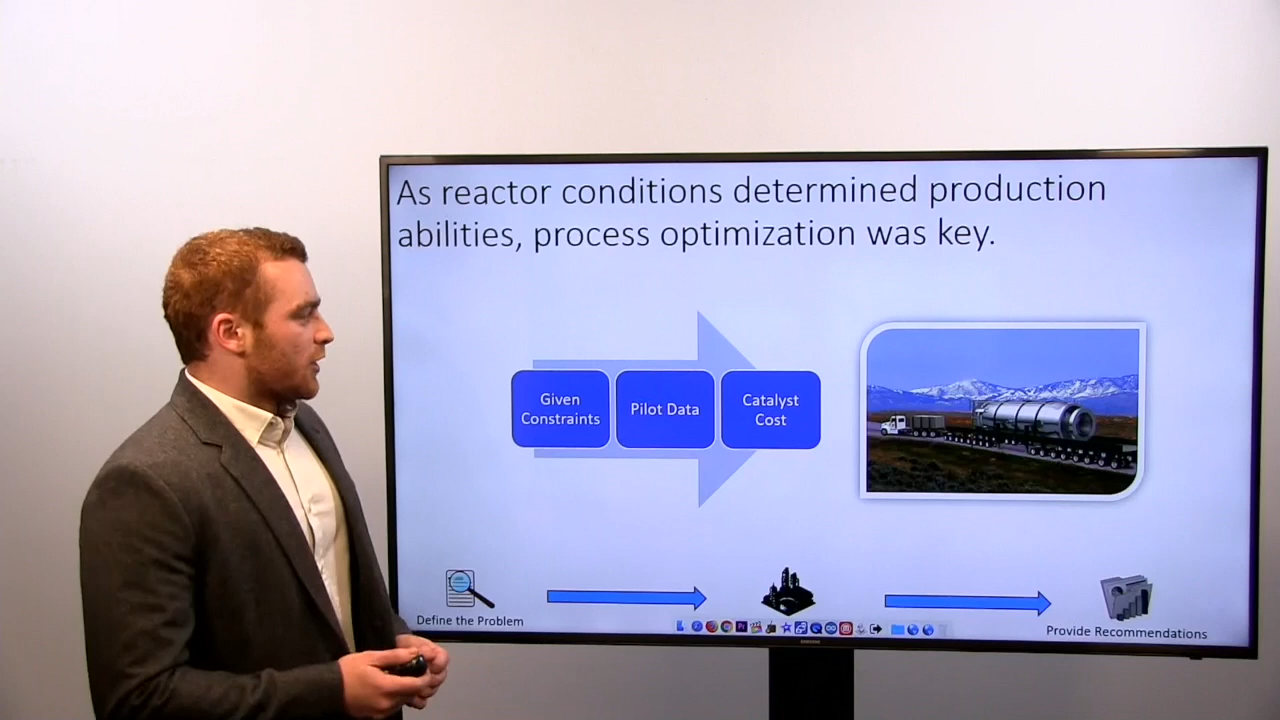 As reactor conditions determined production
abilities, process optimization was key.
Given
Constraints
Pilot Data
Catalyst
Cost
Define the Problem
Provide Recommendations
SAMSUNG